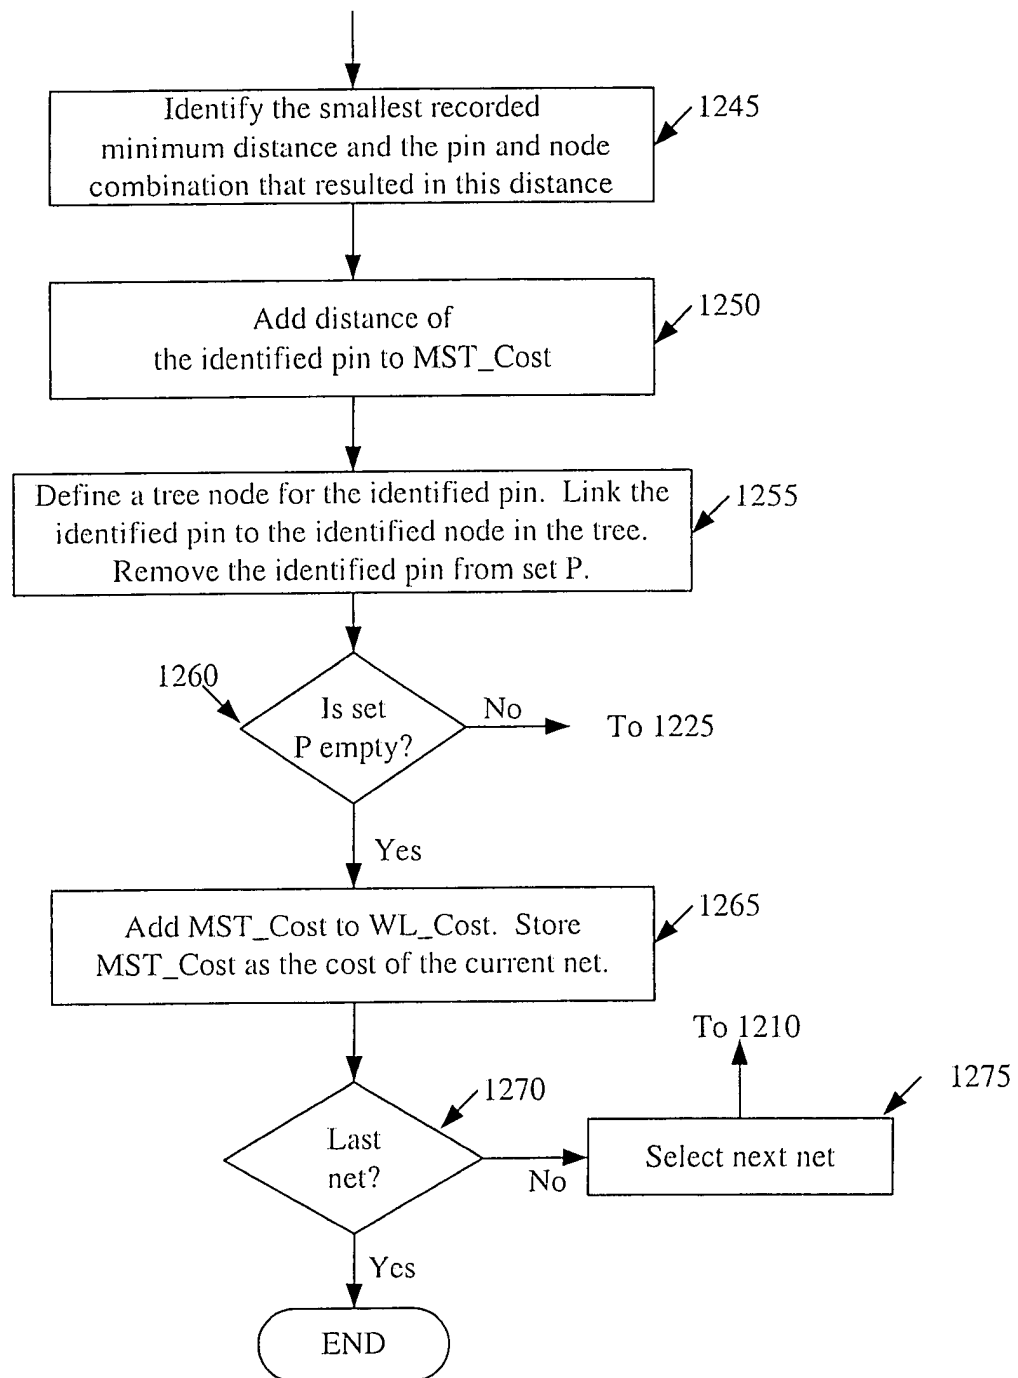 Identify the smallest recorded
minimum distance and the pin and node
combination that resulted in this distance
1245
Add distance of
the identified pin to MST_Cost
1250
Define a tree node for the identified pin.  Link the
identified pin to the identified node in the tree.
Remove the identified pin from set P.
1255
1260
Is set
P empty?
No
To 1225
Yes
Add MST_Cost to WL_Cost.  Store
MST_Cost as the cost of the current net.
1265
To 1210
1270
1275
Last
net?
No
Select next net
Yes
END